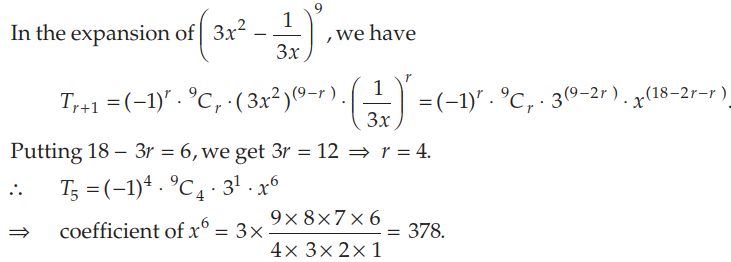 In the expansion of (3x² − 1/3x)⁹, we have
T_{r+1} = (−1)^r · ⁹C_r · (3x²)^{(9−r)} · (1/3x)^r = (−1)^r · ⁹C_r · 3^{(9−2r)} · x^{(18−2r−r)}.
Putting 18 − 3r = 6, we get 3r = 12 ⇒ r = 4.
∴ T₅ = (−1)⁴ · ⁹C₄ · 3¹ · x⁶
⇒ coefficient of x⁶ = 3 × (9 × 8 × 7 × 6)/(4 × 3 × 2 × 1) = 378.